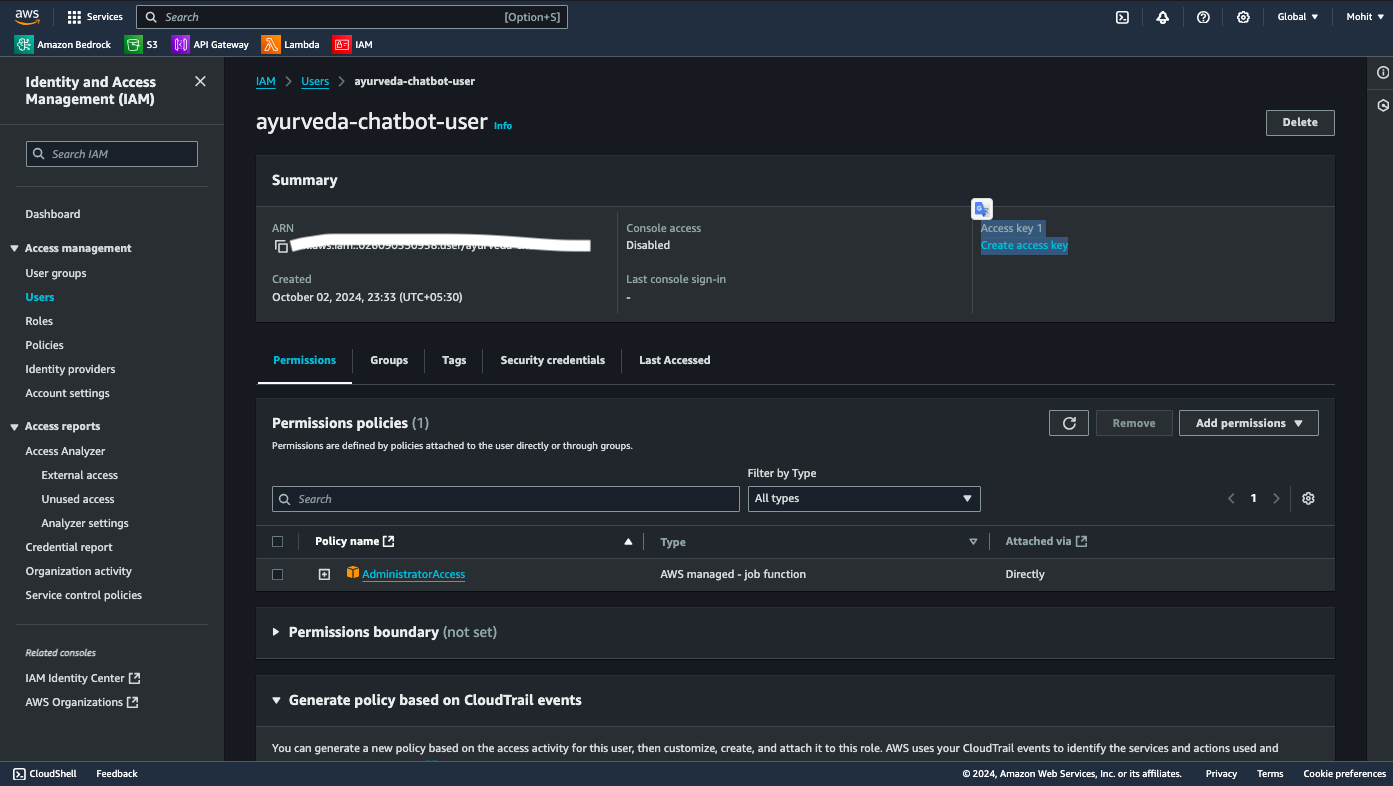 aws Services Search [Option+S] Global Mohit
Amazon Bedrock S3 API Gateway Lambda IAM
Identity and Access
Management (IAM)
Search IAM
Dashboard
Access management
User groups
Users
Roles
Policies
Identity providers
Account settings
Access reports
Access Analyzer
External access
Unused access
Analyzer settings
Credential report
Organization activity
Service control policies
Related consoles
IAM Identity Center
AWS Organizations
IAM > Users > ayurveda-chatbot-user
ayurveda-chatbot-user Info
Delete
Summary
ARN
Created
October 02, 2024, 23:33 (UTC+05:30)
Console access
Disabled
Last console sign-in
-
Access key 1
Create access key
Permissions Groups Tags Security credentials Last Accessed
Permissions policies (1)
Permissions are defined by policies attached to the user directly or through groups.
Remove Add permissions
Filter by Type
Search All types 1
Policy name Type Attached via
AdministratorAccess AWS managed - job function Directly
Permissions boundary (not set)
Generate policy based on CloudTrail events
You can generate a new policy based on the access activity for this user, then customize, create, and attach it to this role. AWS uses your CloudTrail events to identify the services and actions used and
CloudShell Feedback © 2024, Amazon Web Services, Inc. or its affiliates. Privacy Terms Cookie preferences